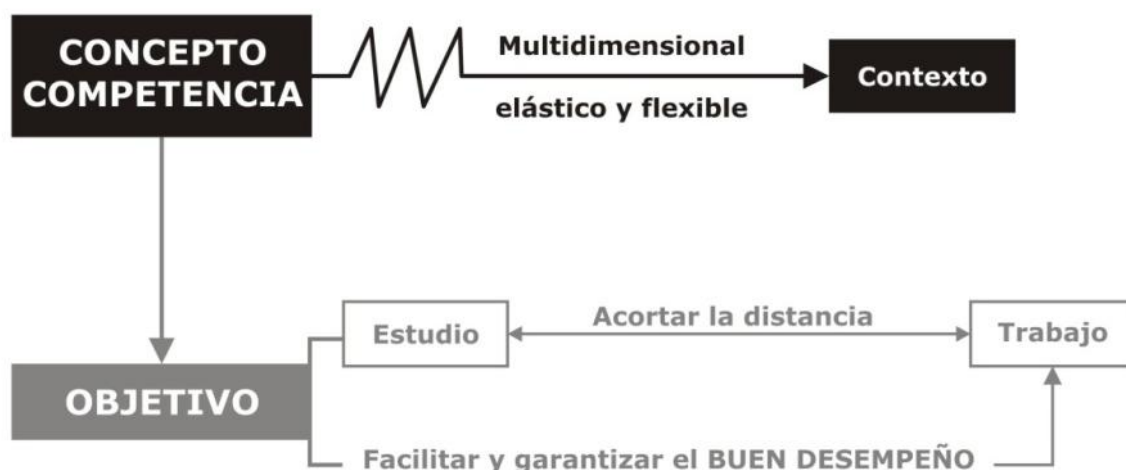 CONCEPTO
COMPETENCIA
Multidimensional
elástico y flexible
Contexto
Estudio
Acortar la distancia
Trabajo
OBJETIVO
Facilitar y garantizar el BUEN DESEMPEÑO